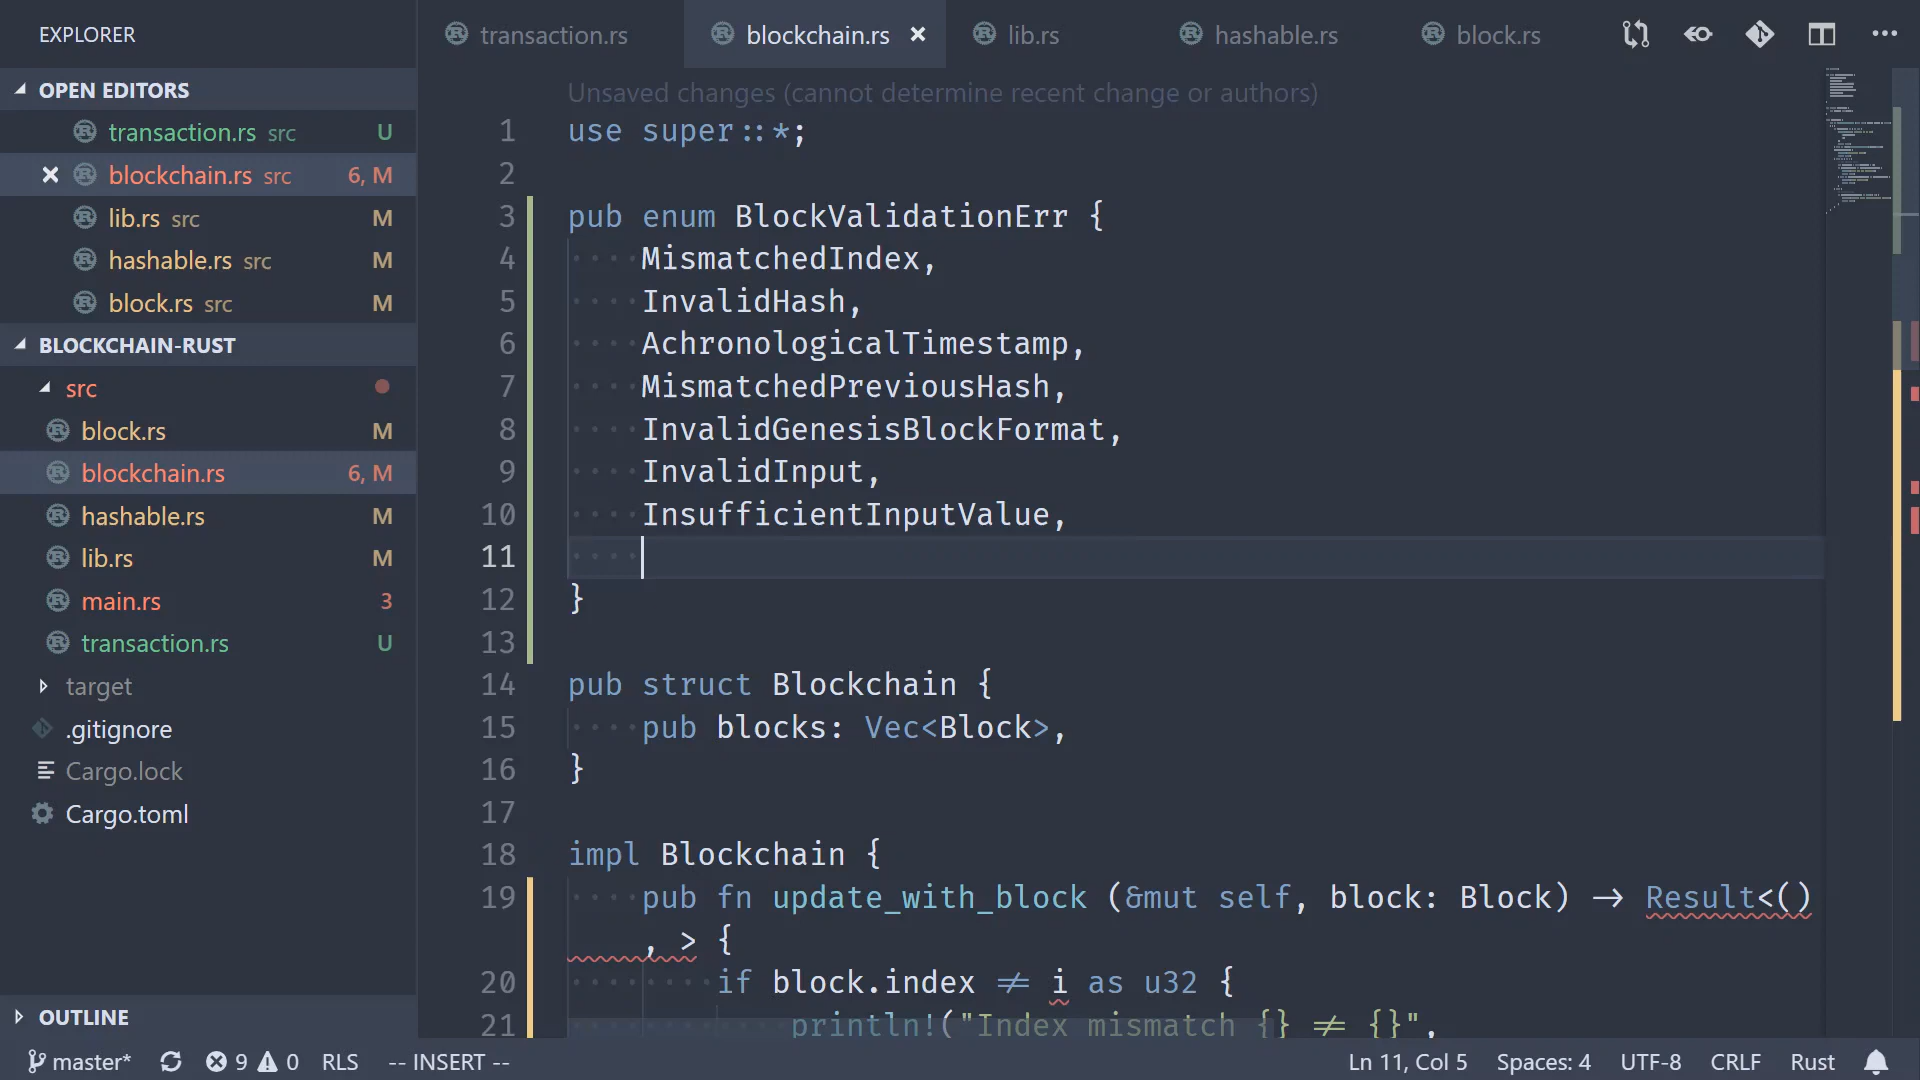 EXPLORER
OPEN EDITORS
transaction.rs src U
blockchain.rs src 6, M
lib.rs src M
hashable.rs src M
block.rs src M
BLOCKCHAIN-RUST
src
block.rs M
blockchain.rs 6, M
hashable.rs M
lib.rs M
main.rs 3
transaction.rs U
target
.gitignore
Cargo.lock
Cargo.toml
OUTLINE
transaction.rs blockchain.rs lib.rs hashable.rs block.rs
Unsaved changes (cannot determine recent change or authors)
1 use super::*;
2
3 pub enum BlockValidationErr {
4 MismatchedIndex,
5 InvalidHash,
6 AchronologicalTimestamp,
7 MismatchedPreviousHash,
8 InvalidGenesisBlockFormat,
9 InvalidInput,
10 InsufficientInputValue,
11
12 }
13
14 pub struct Blockchain {
15 pub blocks: Vec<Block>,
16 }
17
18 impl Blockchain {
19 pub fn update_with_block (&mut self, block: Block) → Result<()
, > {
20 if block.index ≠ i as u32 {
21 println!("Index mismatch {} ≠ {}",
master* 9 0 RLS -- INSERT -- Ln 11, Col 5 Spaces: 4 UTF-8 CRLF Rust